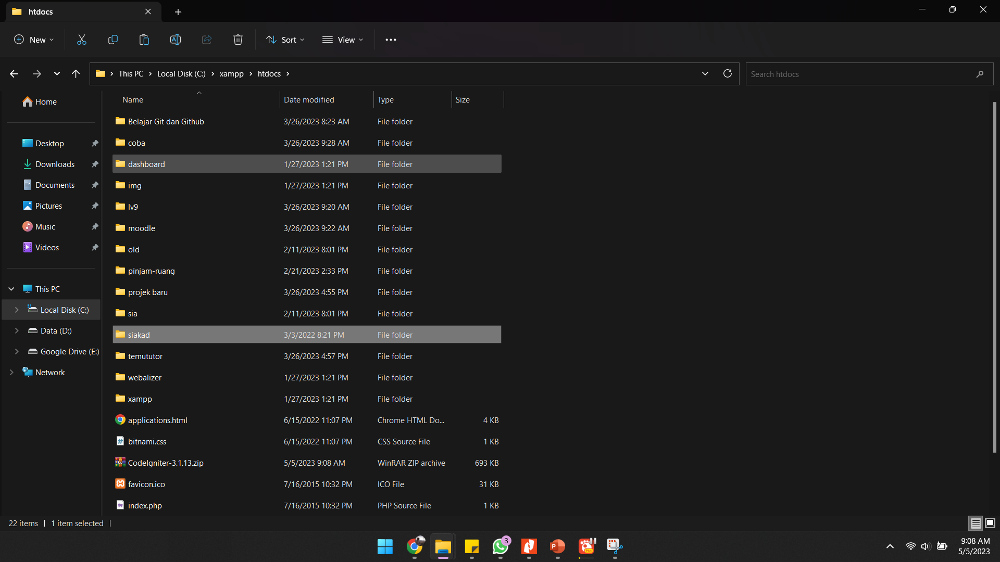 htdocs
New
Sort
View
This PC
Local Disk (C:)
xampp
htdocs
Search htdocs
Name
Date modified
Type
Size
Home
Desktop
Downloads
Documents
Pictures
Music
Videos
This PC
Local Disk (C:)
Data (D:)
Google Drive (E:)
Network
Belajar Git dan Github 3/26/2023 8:23 AM File folder
coba 3/26/2023 9:28 AM File folder
dashboard 1/27/2023 1:21 PM File folder
img 1/27/2023 1:21 PM File folder
lv9 3/26/2023 9:20 AM File folder
moodle 3/26/2023 9:22 AM File folder
old 2/11/2023 8:01 PM File folder
pinjam-ruang 2/21/2023 2:33 PM File folder
projek baru 3/26/2023 4:55 PM File folder
sia 2/11/2023 8:01 PM File folder
siakad 3/3/2022 8:21 PM File folder
temututor 3/26/2023 4:57 PM File folder
webalizer 1/27/2023 1:21 PM File folder
xampp 1/27/2023 1:21 PM File folder
applications.html 6/15/2022 11:07 PM Chrome HTML Do... 4 KB
bitnami.css 6/15/2022 11:07 PM CSS Source File 1 KB
CodeIgniter-3.1.13.zip 5/5/2023 9:08 AM WinRAR ZIP archive 693 KB
favicon.ico 7/16/2015 10:32 PM ICO File 31 KB
index.php 7/16/2015 10:32 PM PHP Source File 1 KB
22 items
1 item selected
3
9:08 AM
5/5/2023